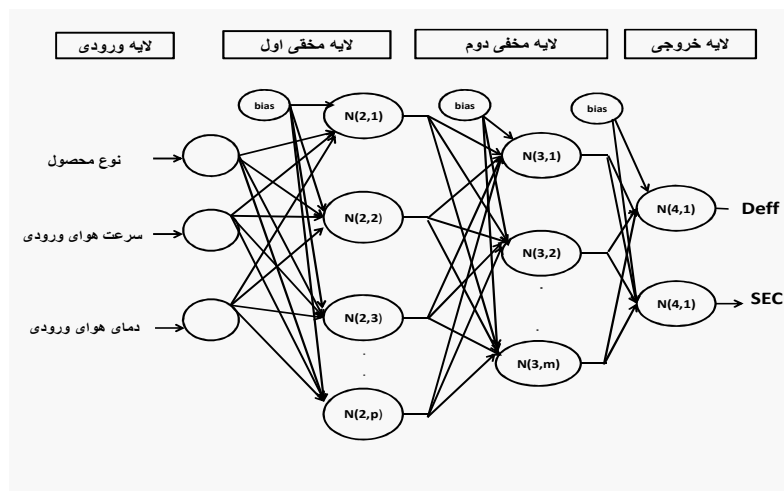 لایه ورودی
لایه مخفی اول
لایه مخفی دوم
لایه خروجی
bias
bias
bias
نوع محصول
سرعت هوای ورودی
دمای هوای ورودی
N(2,1)
N(2,2)
N(2,3)
N(2,p)
N(3,1)
N(3,2)
N(3,m)
N(4,1)
N(4,1)
Deff
SEC